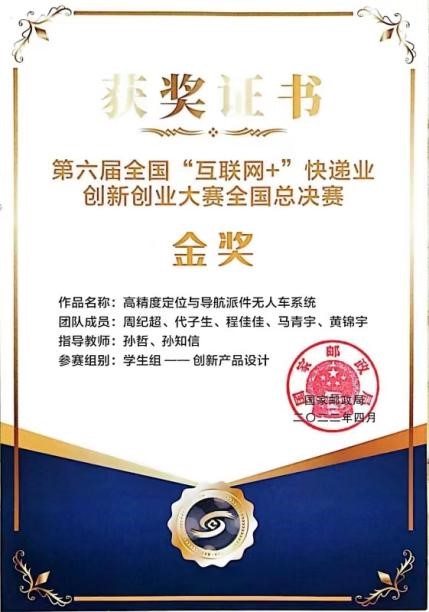 获奖证书
第六届全国“互联网+”快递业
创新创业大赛全国总决赛
金奖
作品名称：高精度定位与导航派件无人车系统
团队成员：周纪超、代子生、程佳佳、马青宇、黄锦宇
指导教师：孙哲、孙知信
参赛组别：学生组——创新产品设计
国家邮政局
国家邮政局
二〇二二年四月